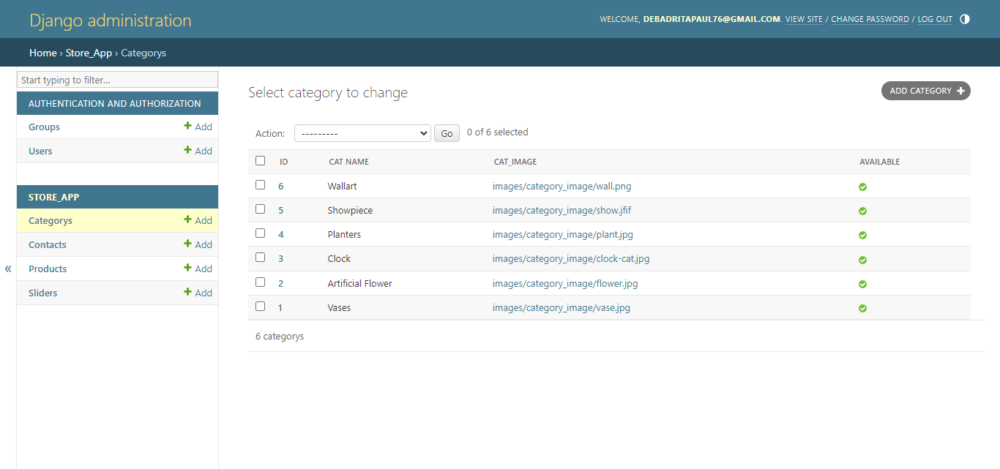 Django administration
WELCOME, DEBADRITAPAUL76@GMAIL.COM. VIEW SITE / CHANGE PASSWORD / LOG OUT
Home › Store_App › Categorys
Start typing to filter...
AUTHENTICATION AND AUTHORIZATION
Groups + Add
Users + Add
STORE_APP
Categorys + Add
Contacts + Add
Products + Add
Sliders + Add
«
Select category to change
ADD CATEGORY +
Action: --------- Go 0 of 6 selected
ID CAT NAME CAT_IMAGE AVAILABLE
6 Wallart images/category_image/wall.png
5 Showpiece images/category_image/show.jfif
4 Planters images/category_image/plant.jpg
3 Clock images/category_image/clock-cat.jpg
2 Artificial Flower images/category_image/flower.jpg
1 Vases images/category_image/vase.jpg
6 categorys